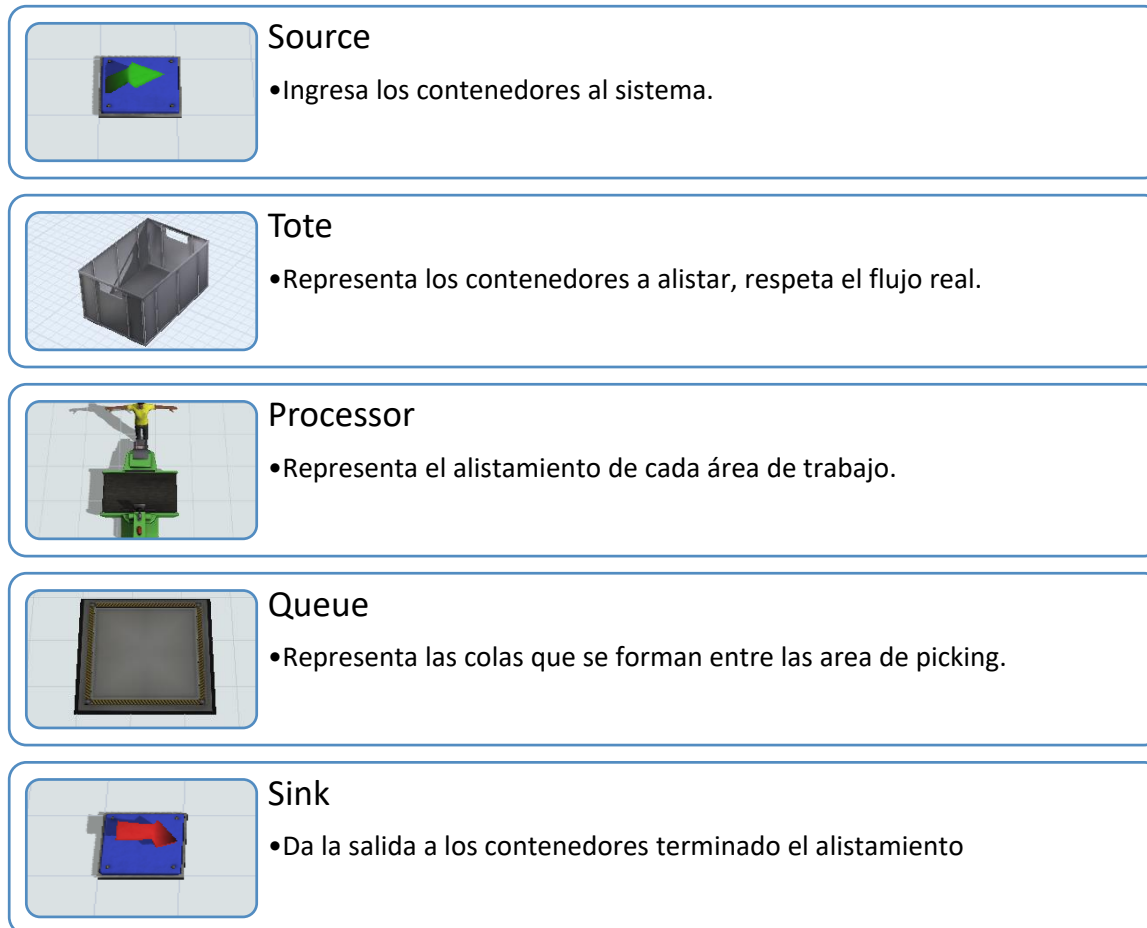 Source
•Ingresa los contenedores al sistema.
Tote
•Representa los contenedores a alistar, respeta el flujo real.
Processor
•Representa el alistamiento de cada área de trabajo.
Queue
•Representa las colas que se forman entre las area de picking.
Sink
•Da la salida a los contenedores terminado el alistamiento